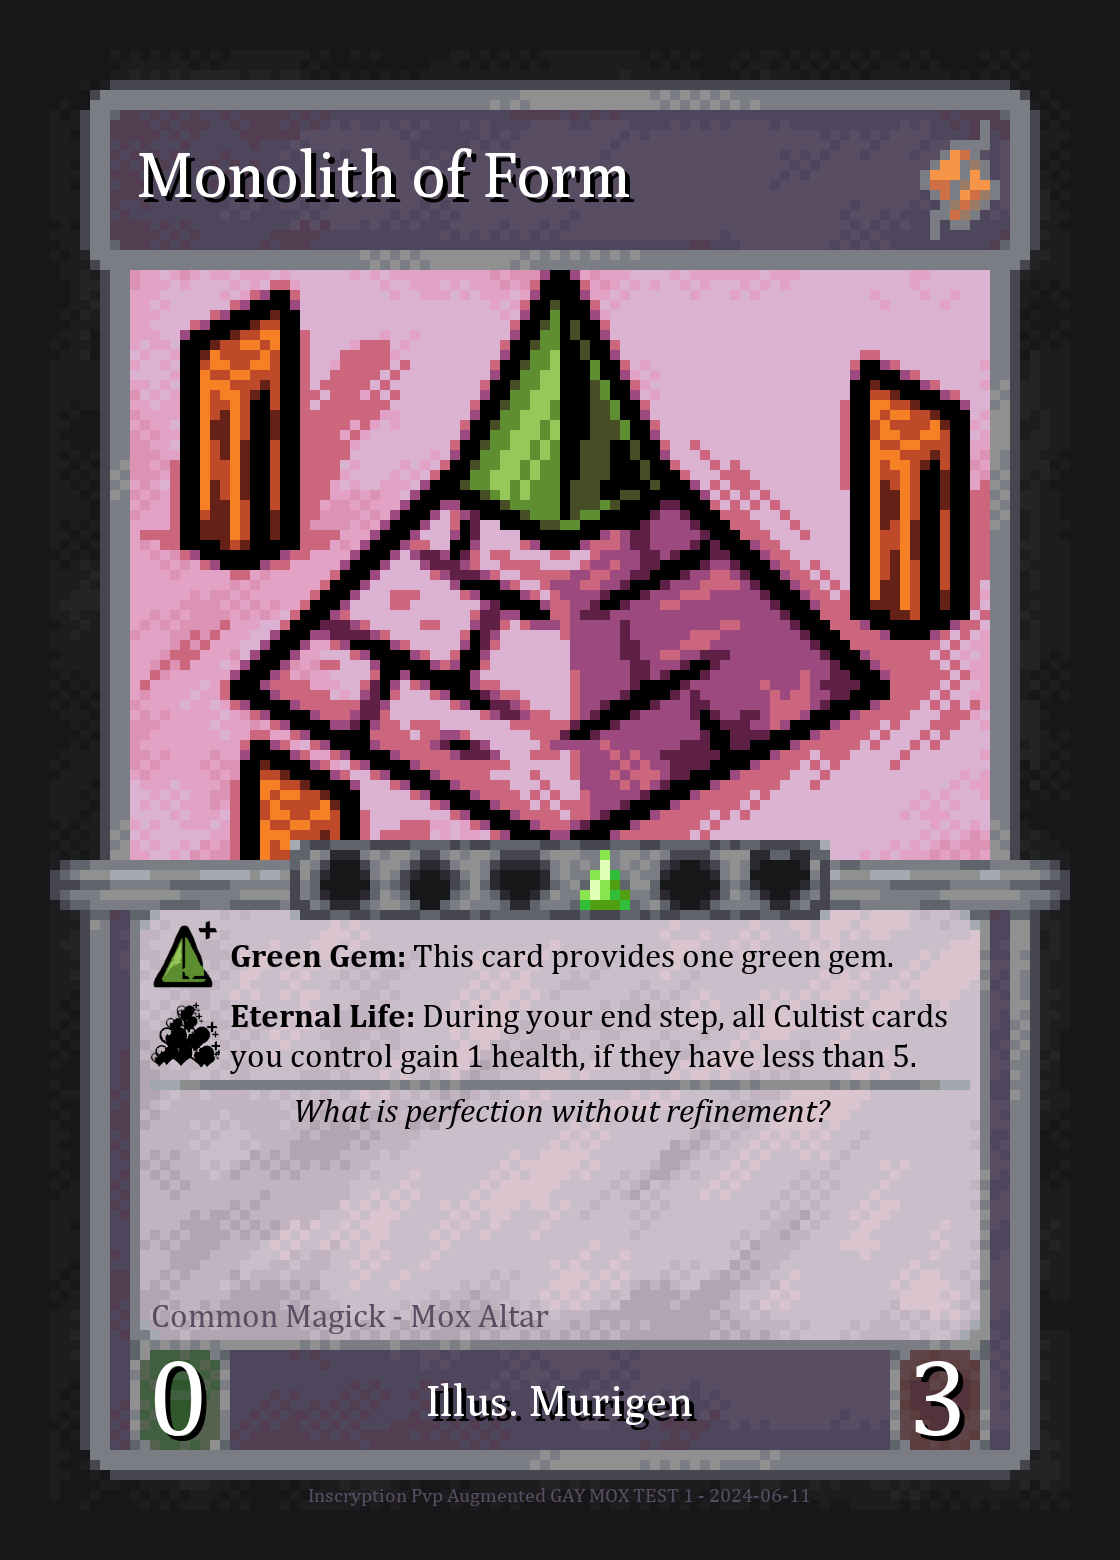 Monolith of Form
Green Gem: This card provides one green gem.
Eternal Life: During your end step, all Cultist cards
you control gain 1 health, if they have less than 5.
What is perfection without refinement?
Common Magick - Mox Altar
0
Illus. Murigen
3
Inscryption Pvp Augmented GAY MOX TEST 1 - 2024-06-11